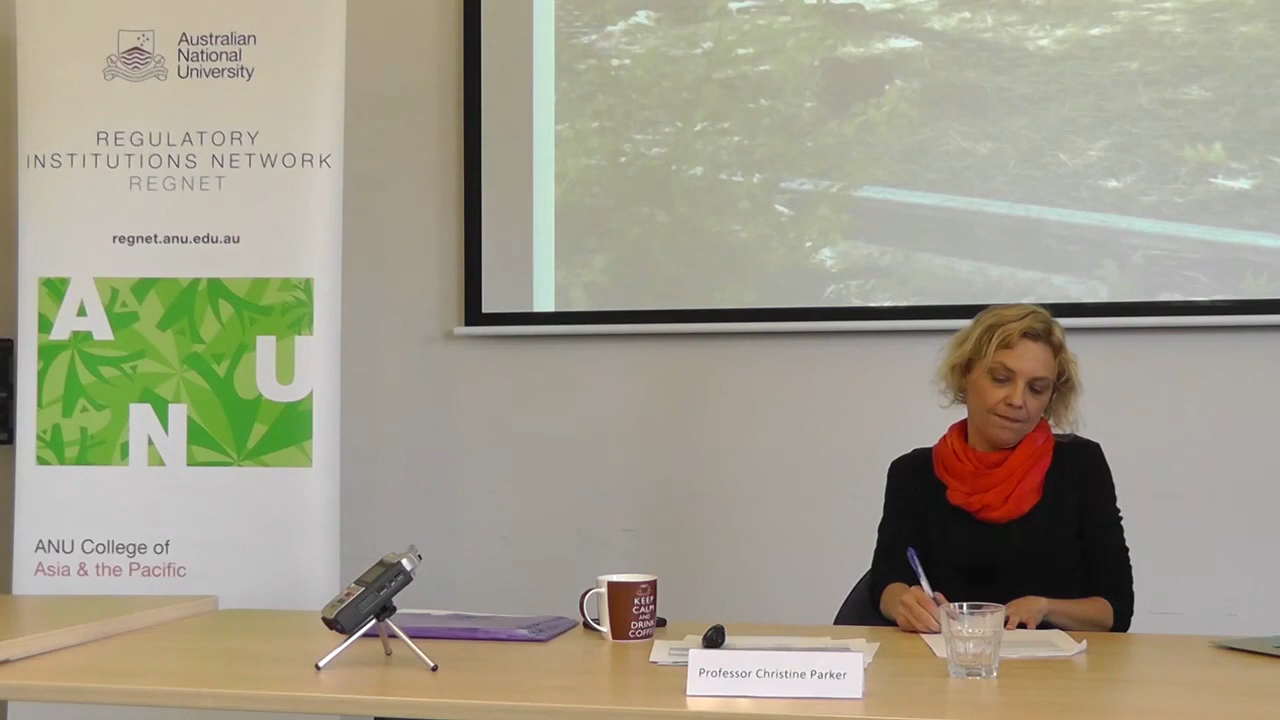 Australian
National
University
REGULATORY
INSTITUTIONS NETWORK
REGNET
regnet.anu.edu.au
A
U
N
ANU College of
Asia & the Pacific
KEEP
CALM
AND
DRINK
COFFEE
Professor Christine Parker